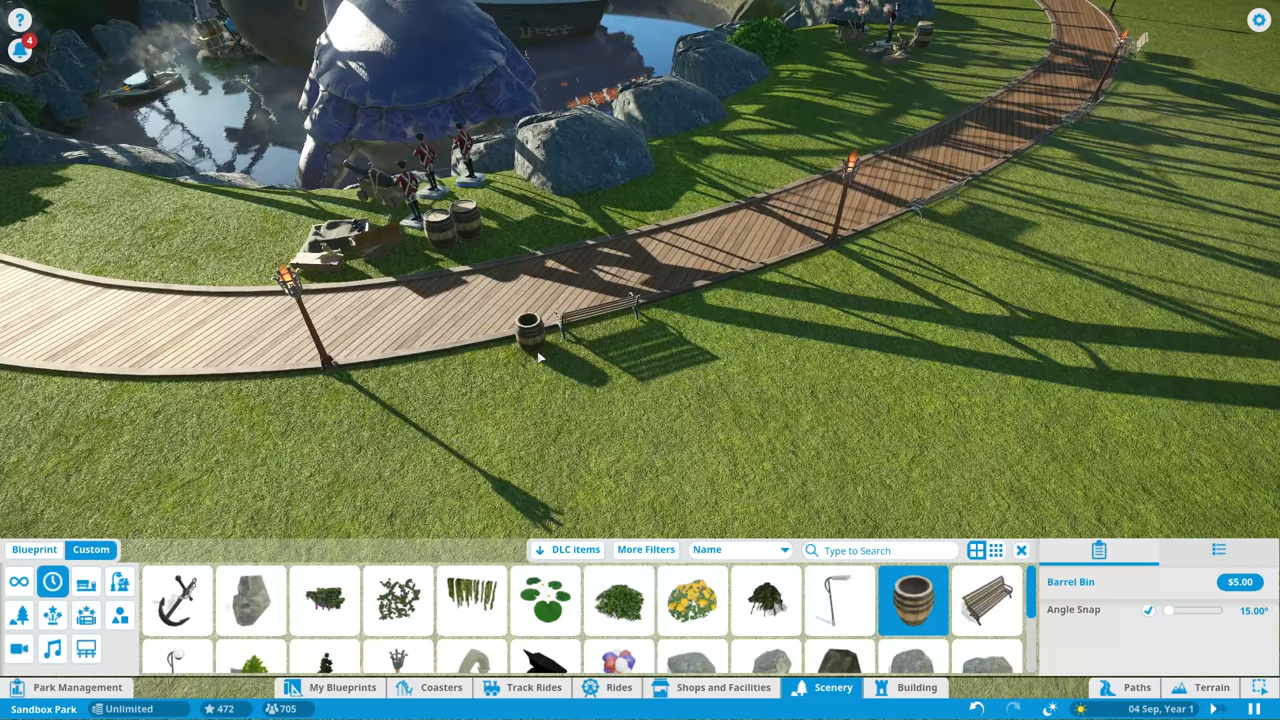 ?
4
Blueprint
Custom
DLC items
More Filters
Name
Type to Search
Barrel Bin
$5.00
Angle Snap
15.00°
Park Management
My Blueprints
Coasters
Track Rides
Rides
Shops and Facilities
Scenery
Building
Paths
Terrain
Sandbox Park
Unlimited
472
705
04 Sep, Year 1